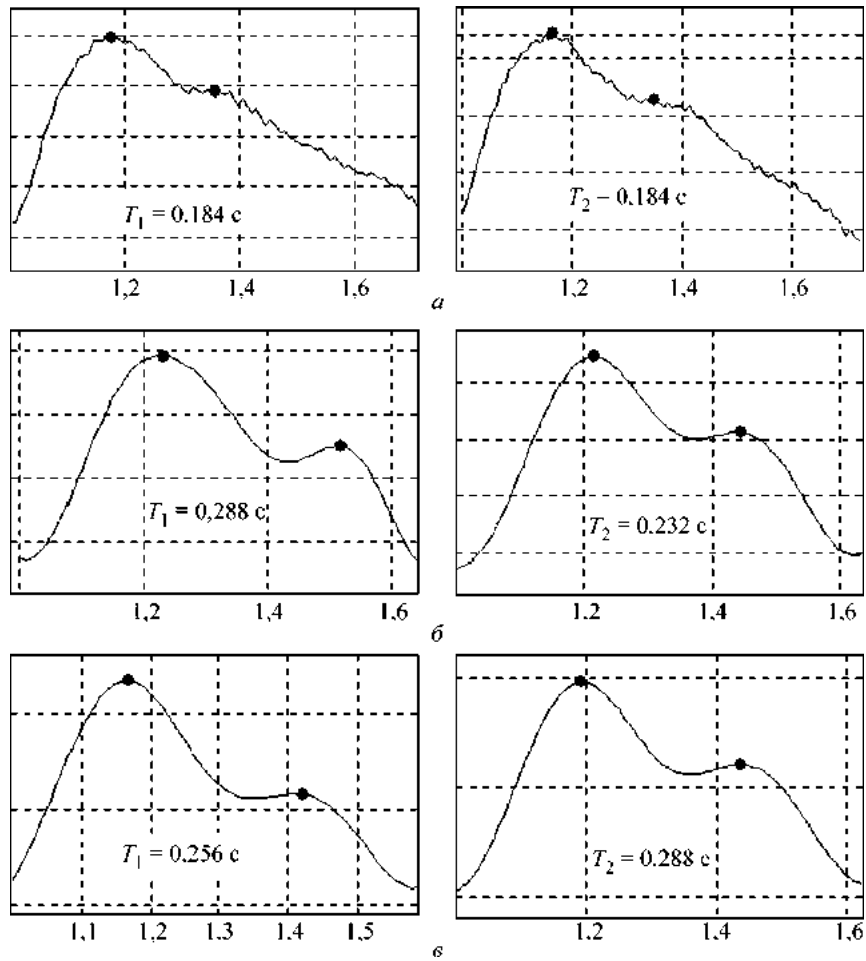 T1 = 0.184 c
T2 – 0.184 c
1,2 1,4 1,6
1,2 1,4 1,6
а
T1 = 0,288 c
T2 = 0.232 c
1,2 1,4 1,6
1,2 1,4 1,6
б
T1 = 0,256 c
T2 = 0.288 c
1,1 1,2 1,3 1,4 1,5
1,2 1,4 1,6
в